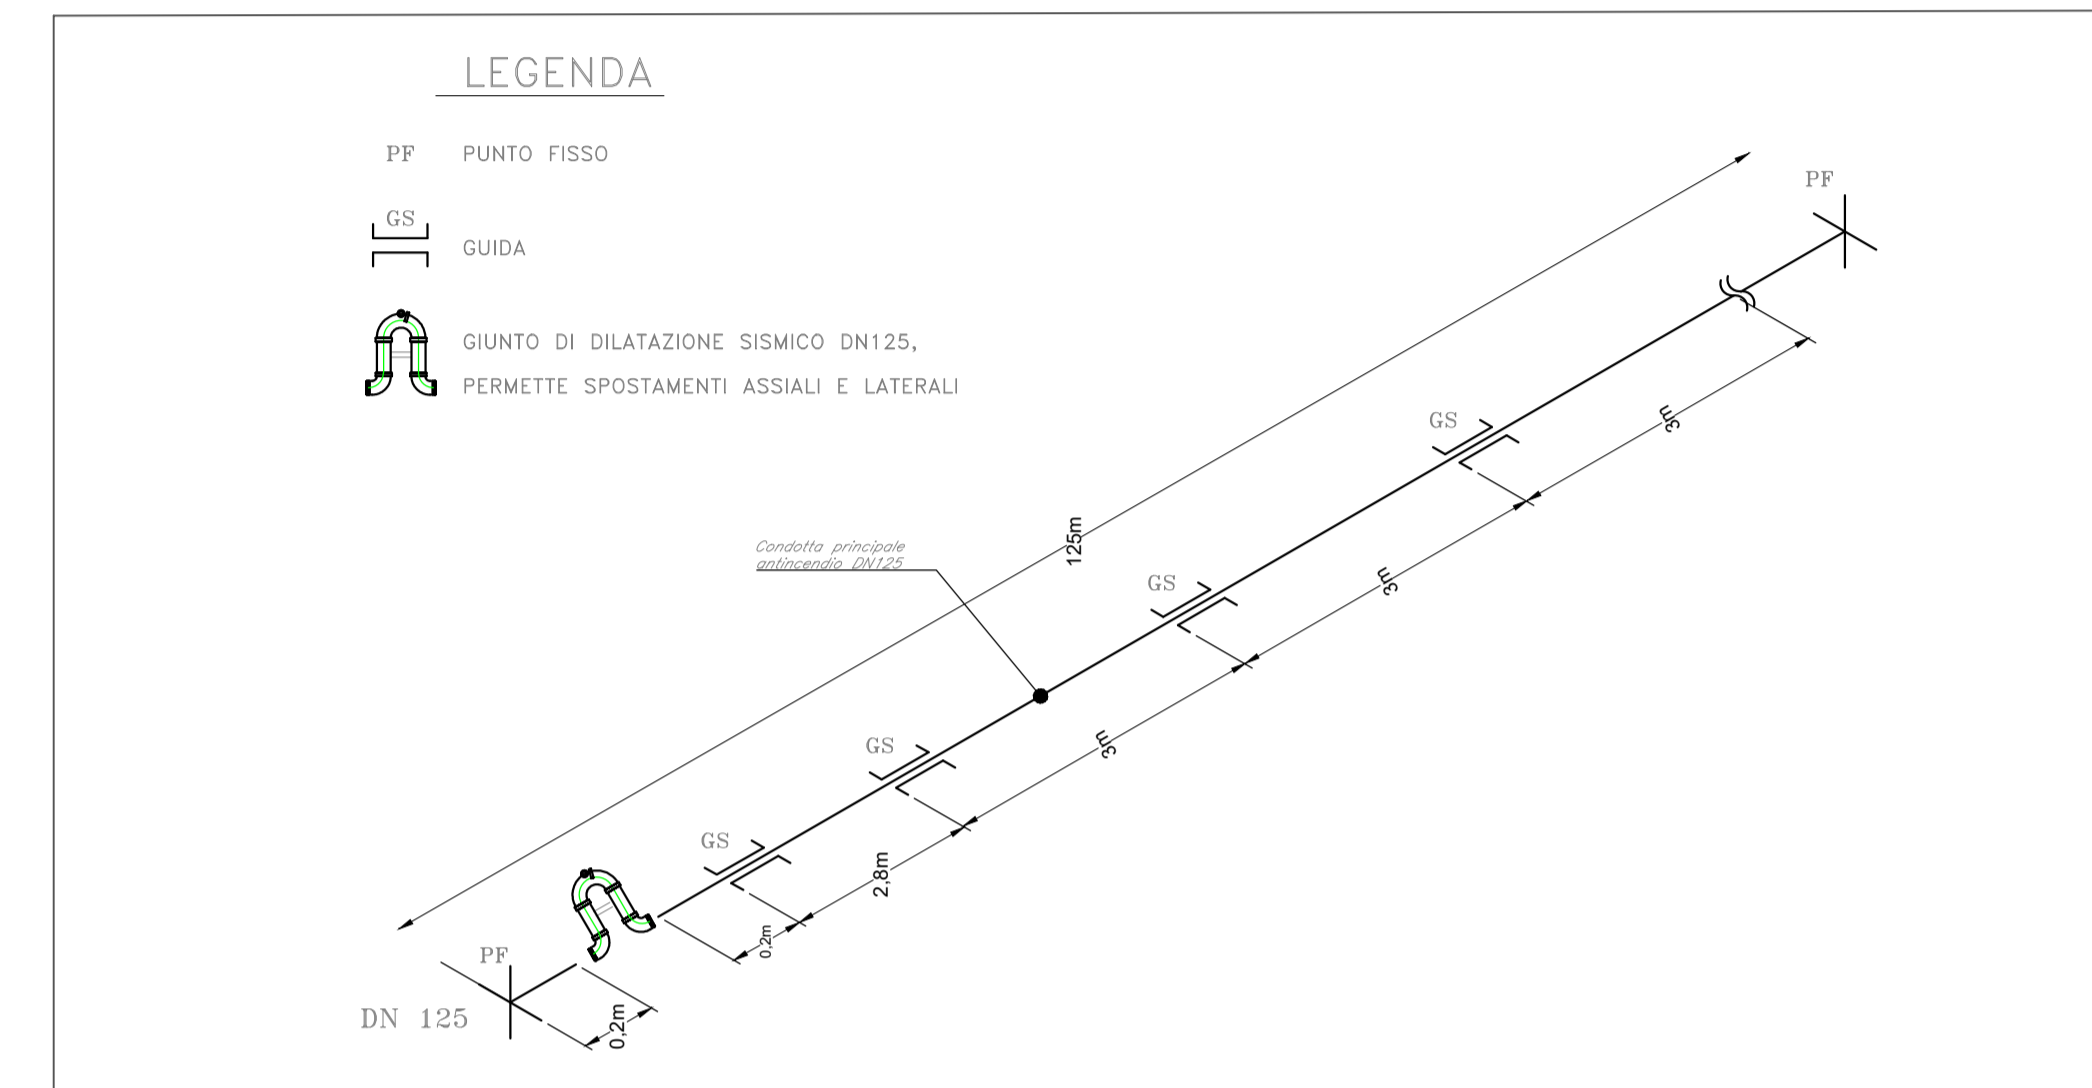 LEGENDA
PF PUNTO FISSO
GS
GUIDA
GIUNTO DI DILATAZIONE SISMICO DN125,
PERMETTE SPOSTAMENTI ASSIALI E LATERALI
PF
GS
3m
125m
Condotta principale
antincendio DN125
GS
3m
GS
3m
GS
2,8m
0,2m
PF
DN 125
0,2m